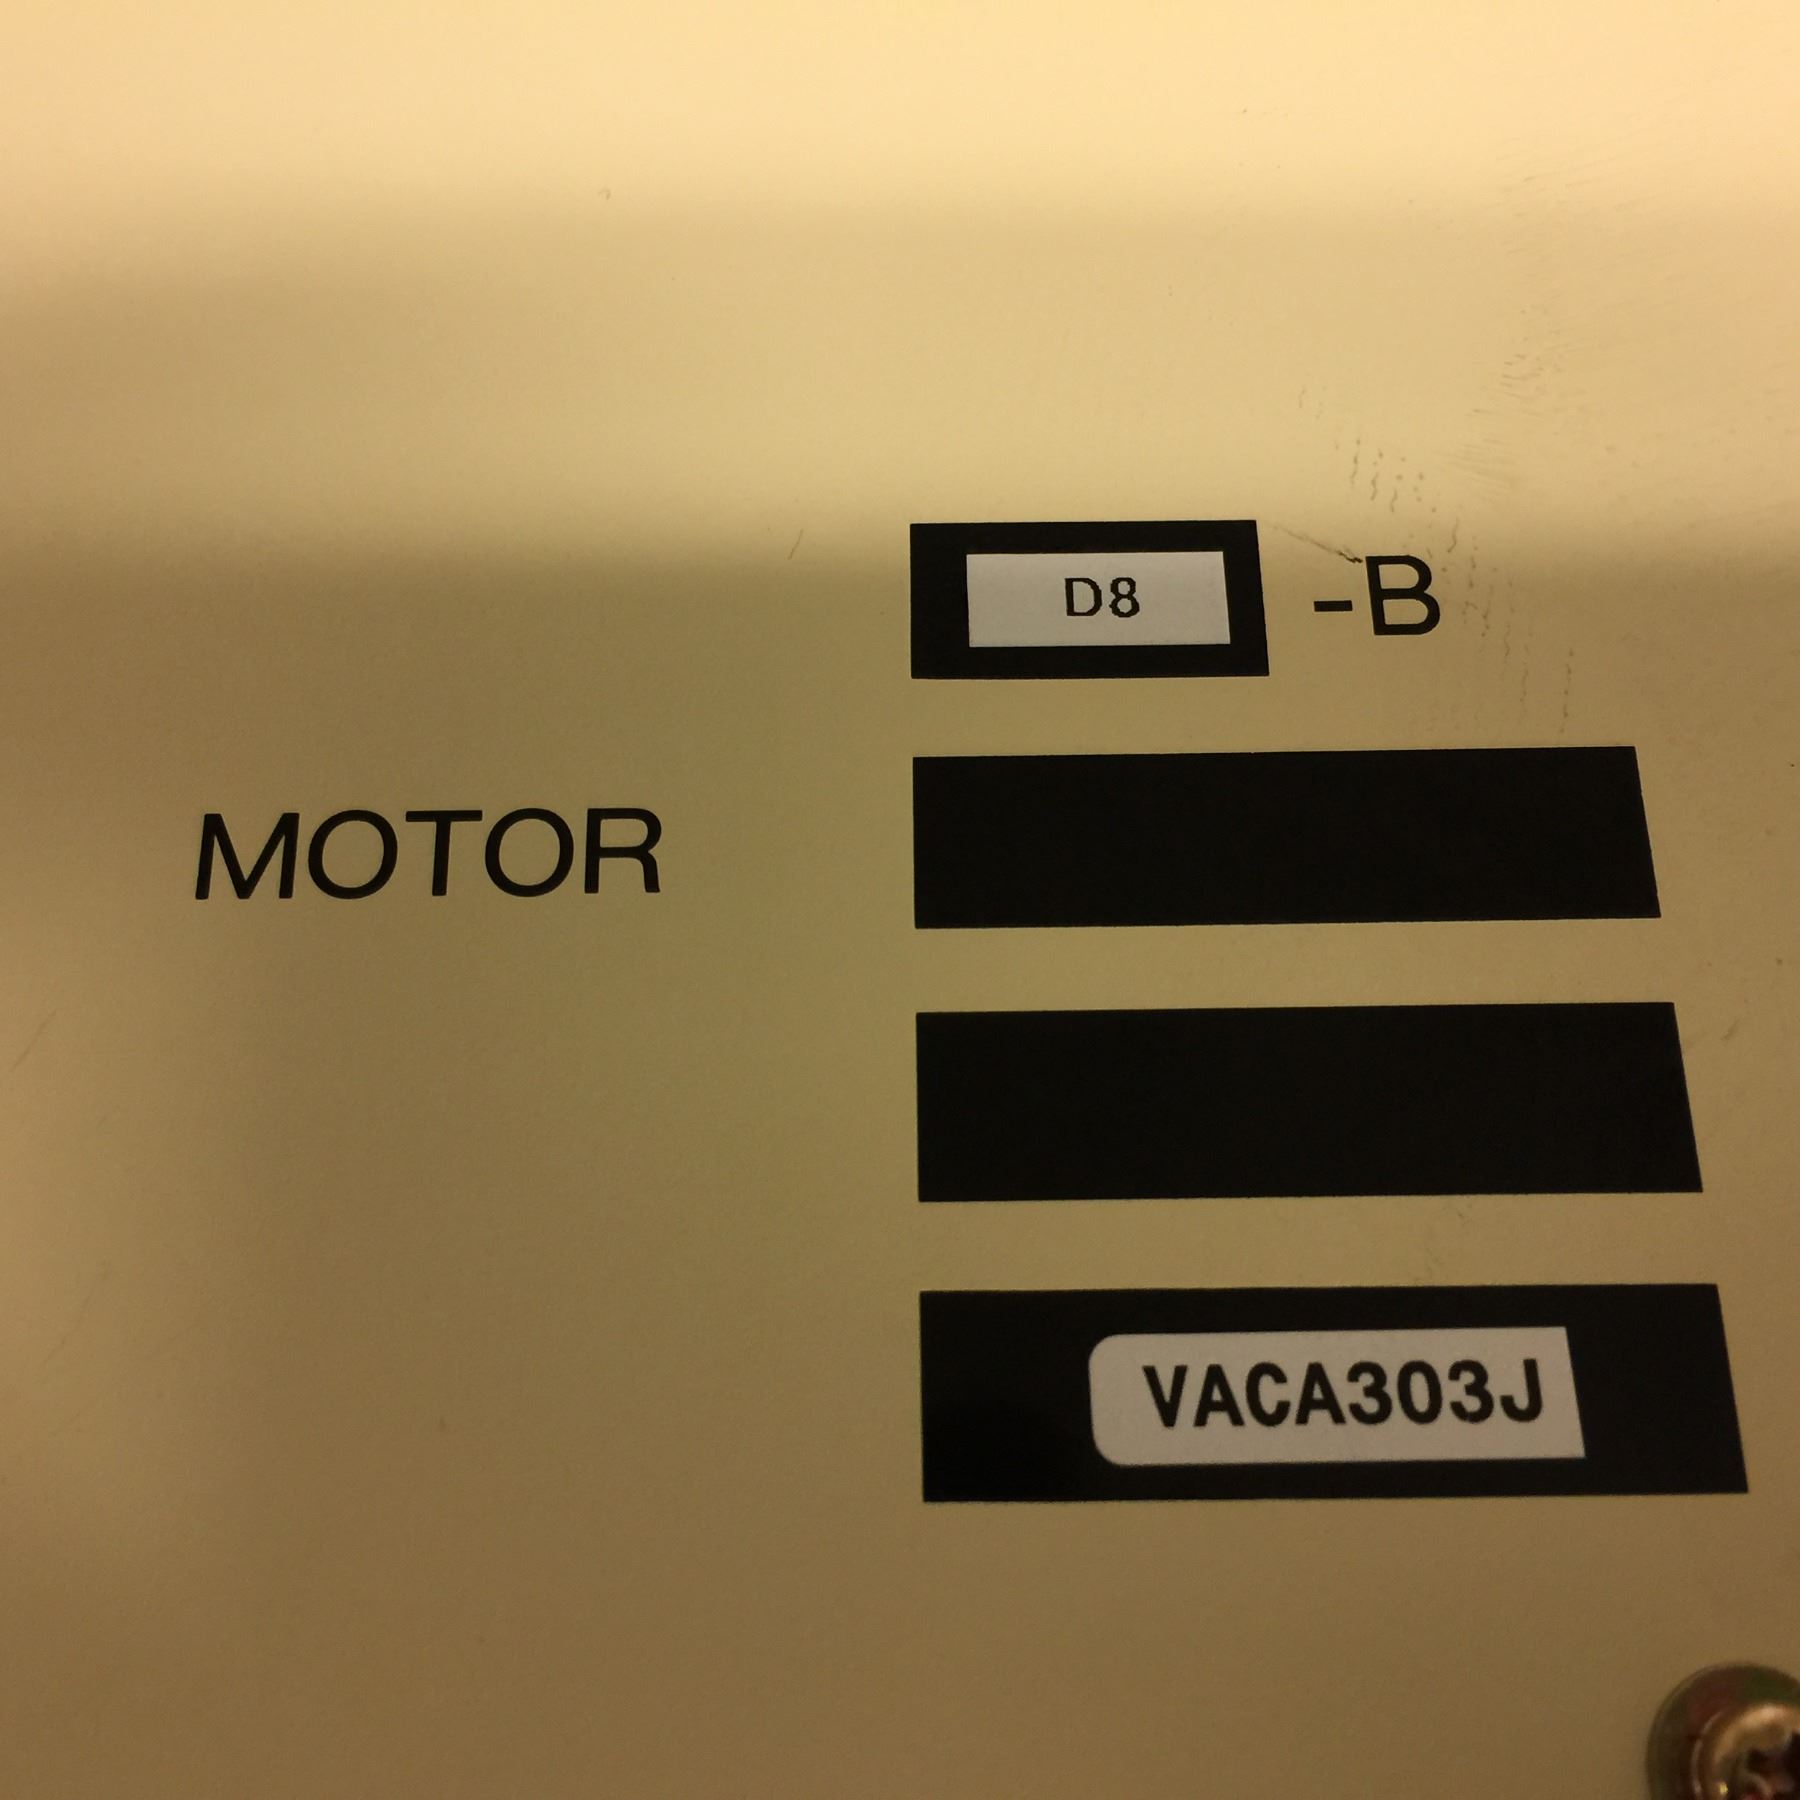 D8 -B
MOTOR
VACA303J